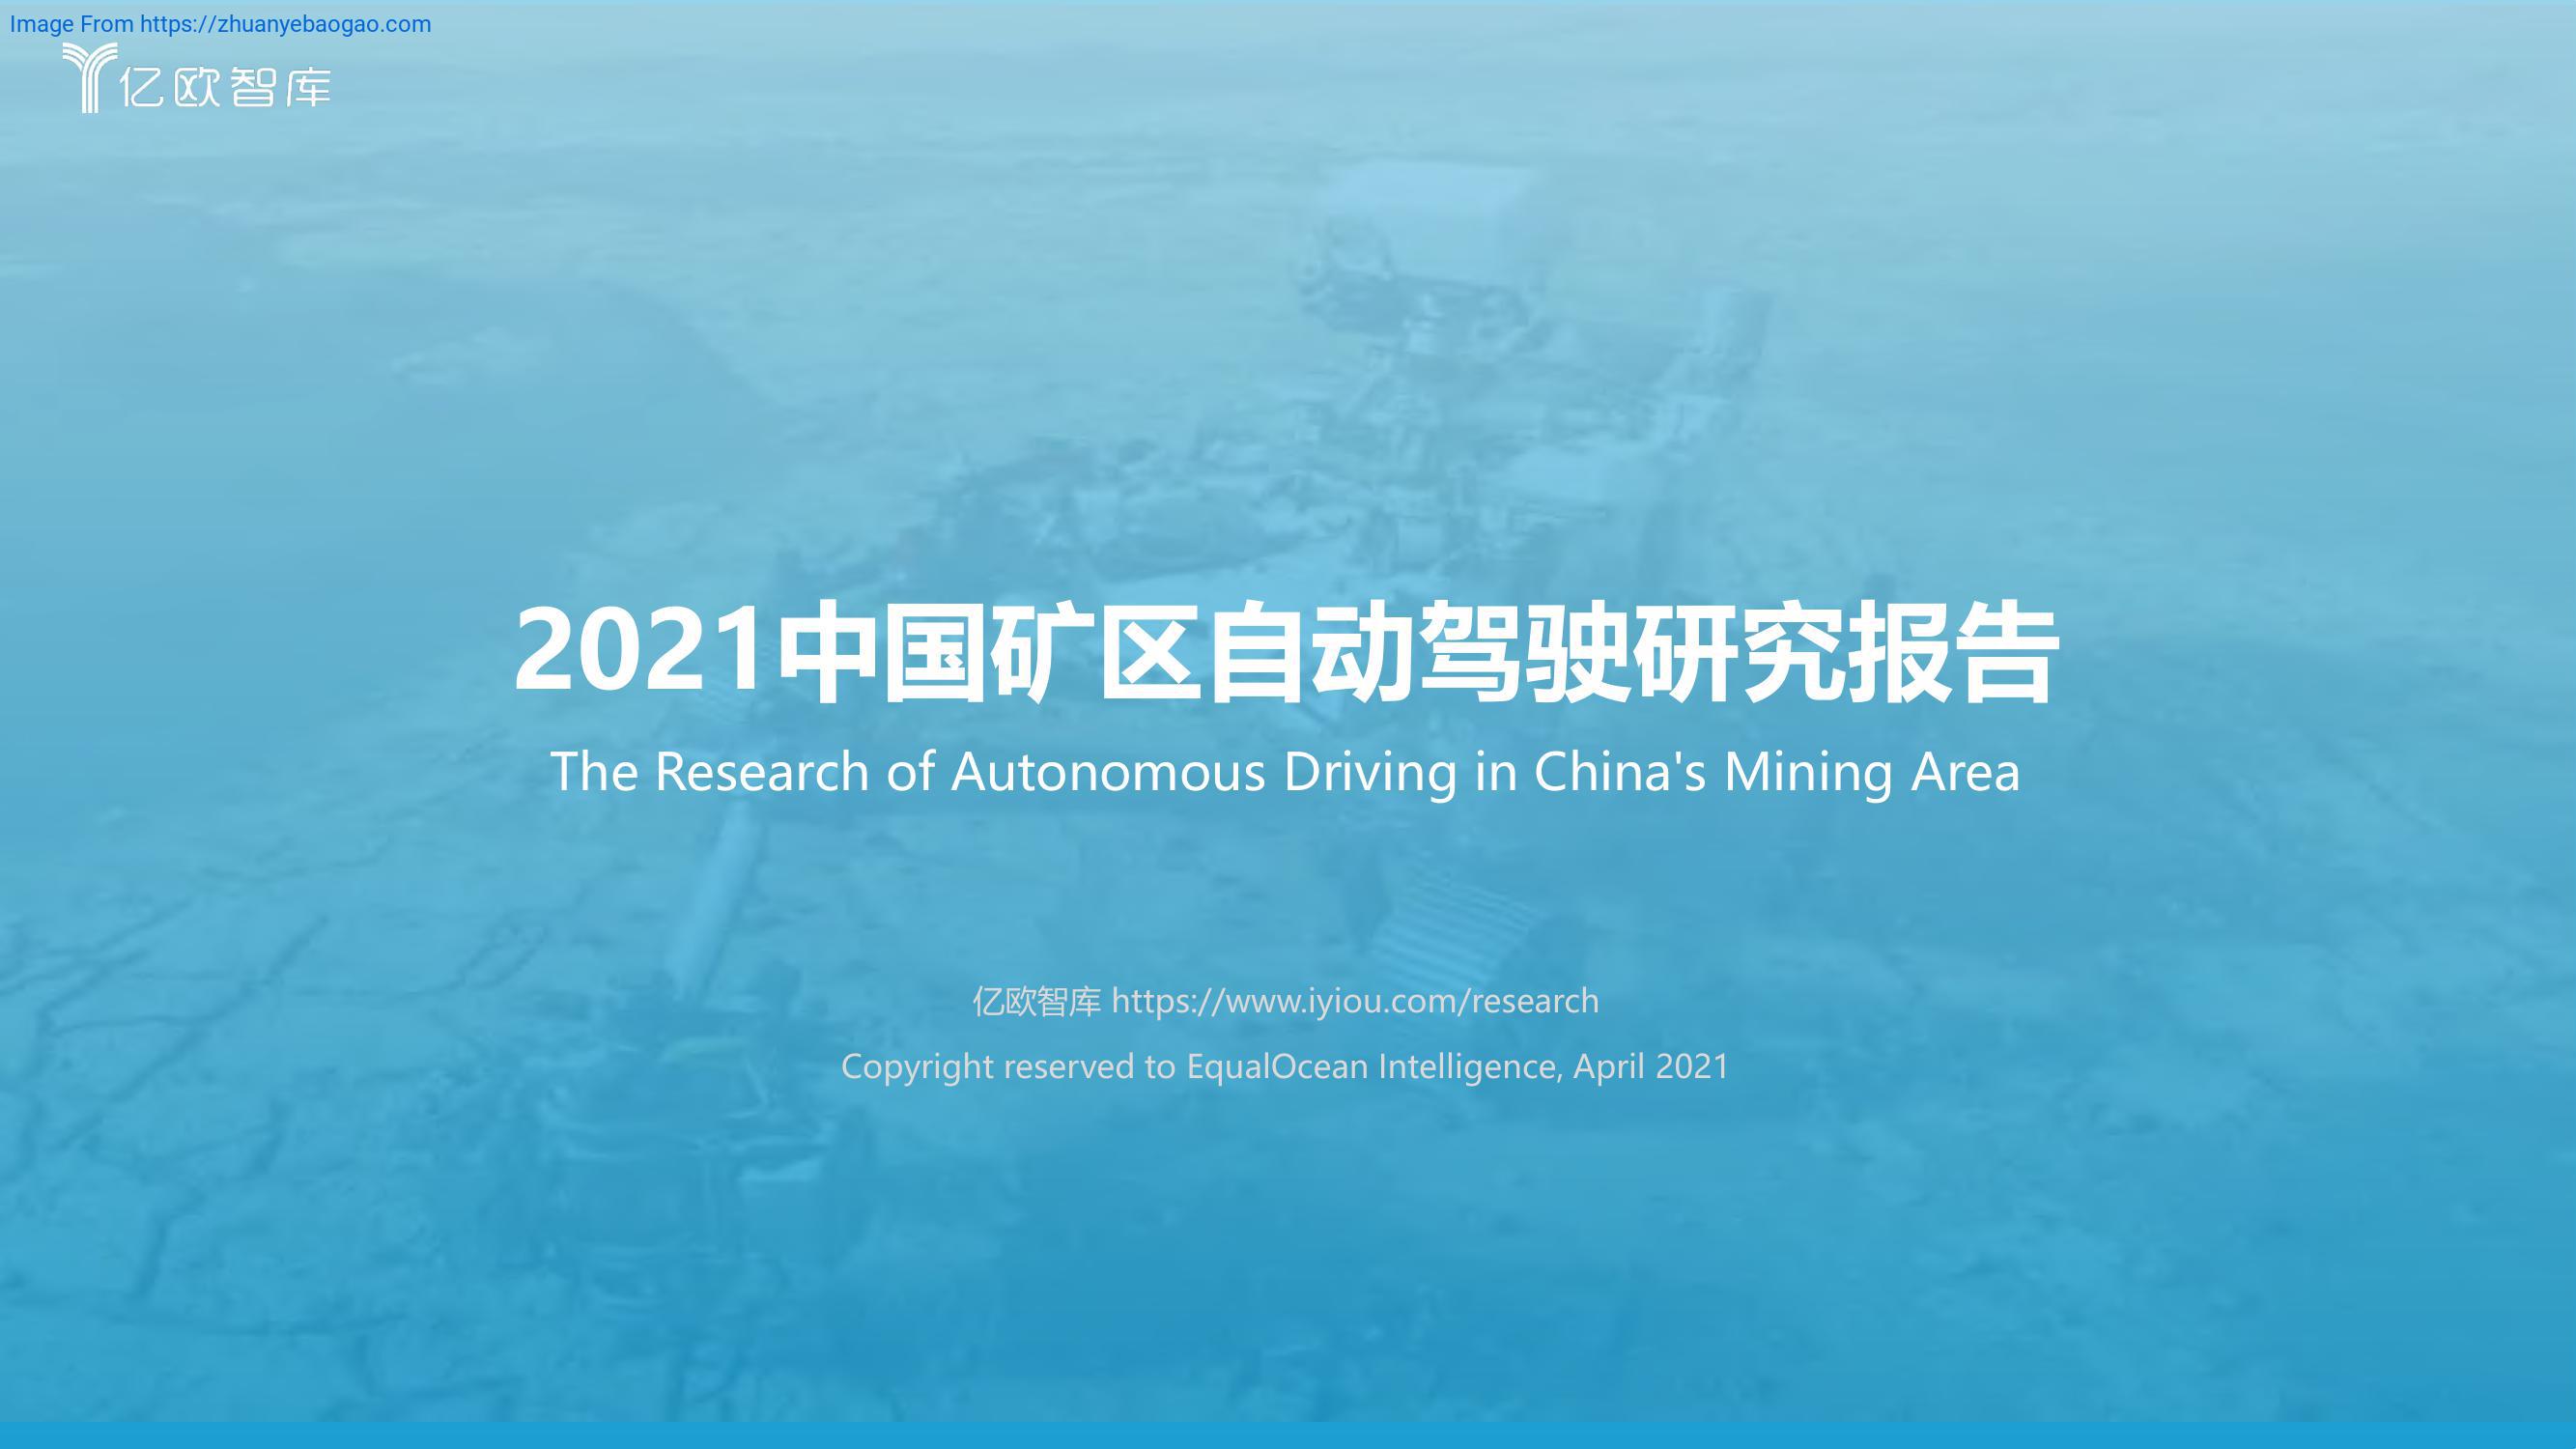 Image From https://zhuanyebaogao.com
亿欧智库
2021中国矿区自动驾驶研究报告
The Research of Autonomous Driving in China's Mining Area
亿欧智库 https://www.iyiou.com/research
Copyright reserved to EqualOcean Intelligence, April 2021